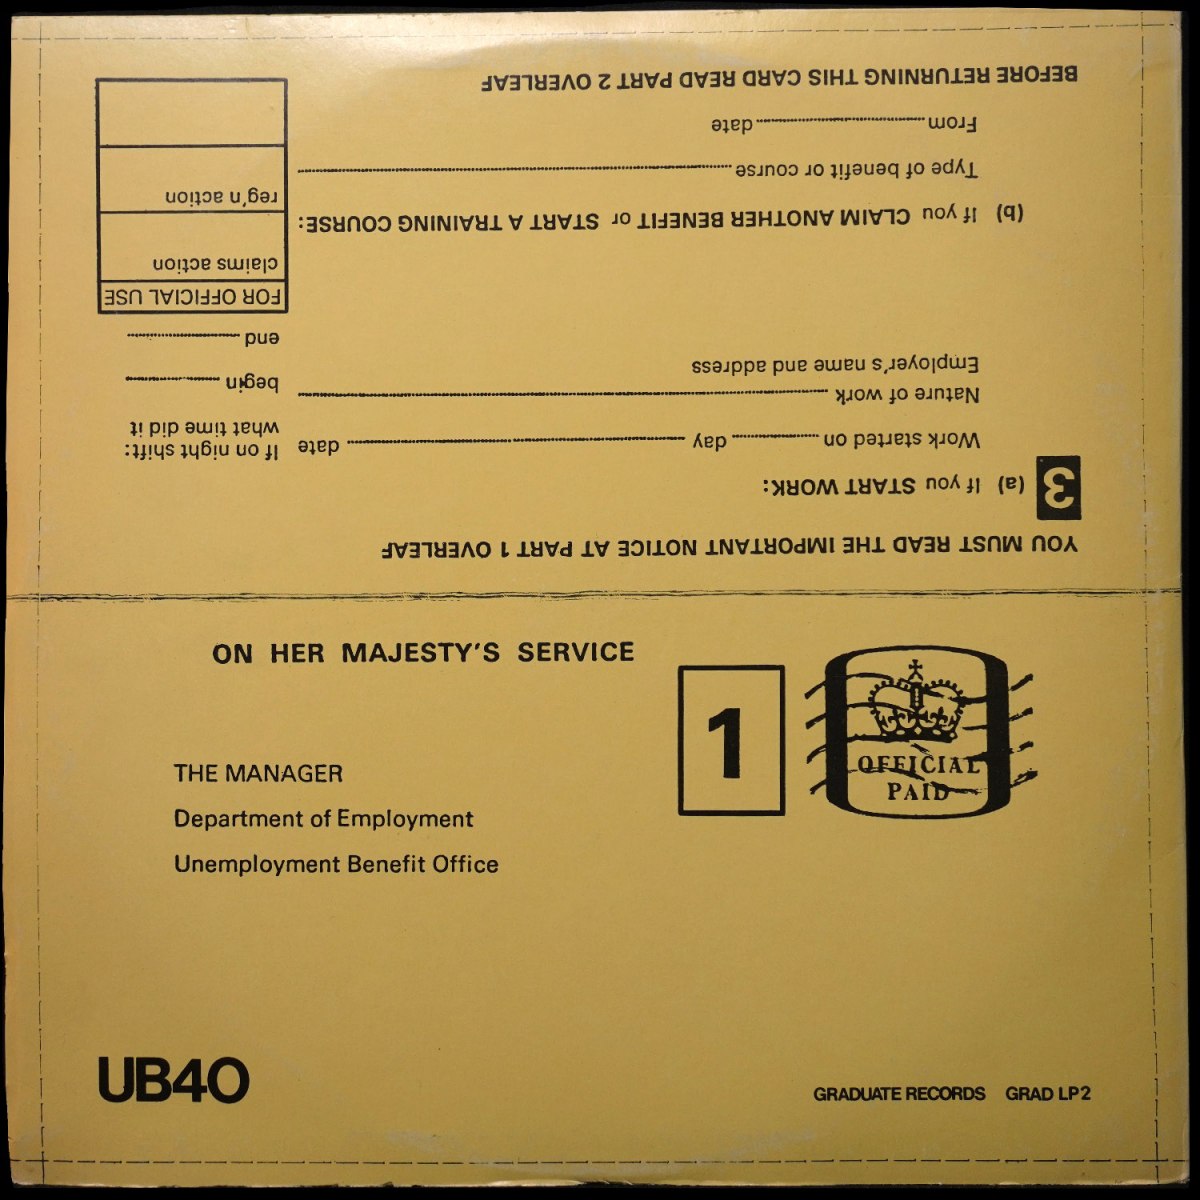 YOU MUST READ THE IMPORTANT NOTICE AT PART 1 OVERLEAF
3 (a) If you START WORK:
Work started on ........ day ........ date
If on night shift:
what time did it
begin ........
end ........
Nature of work ........
Employer's name and address
FOR OFFICIAL USE
claims action
reg'n action
(b) If you CLAIM ANOTHER BENEFIT or START A TRAINING COURSE:
Type of benefit or course ........
From ........ date
BEFORE RETURNING THIS CARD READ PART 2 OVERLEAF
ON HER MAJESTY'S SERVICE
1
OFFICIAL
PAID
THE MANAGER
Department of Employment
Unemployment Benefit Office
UB40
GRADUATE RECORDS GRAD LP2